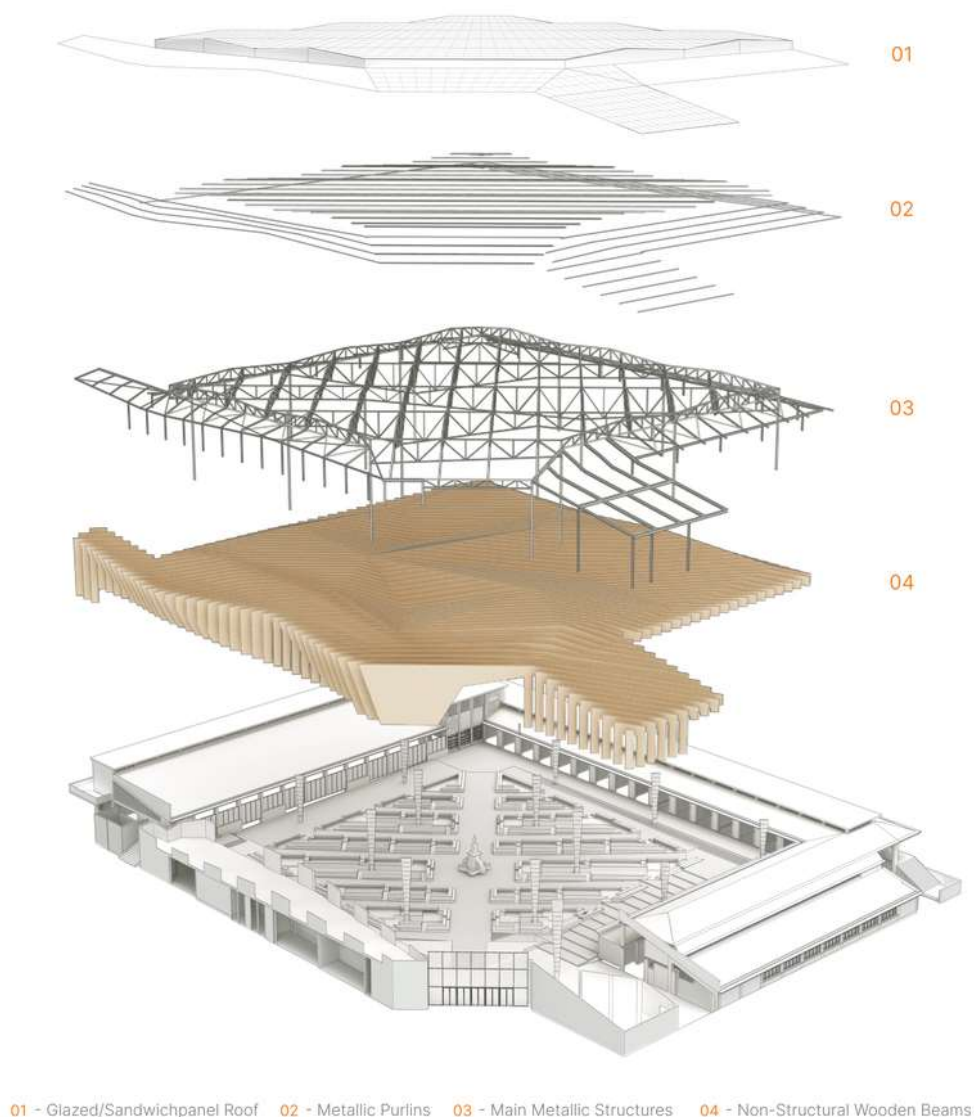 01
02
03
04
01 - Glazed/Sandwichpanel Roof 02 - Metallic Purlins 03 - Main Metallic Structures 04 - Non-Structural Wooden Beams